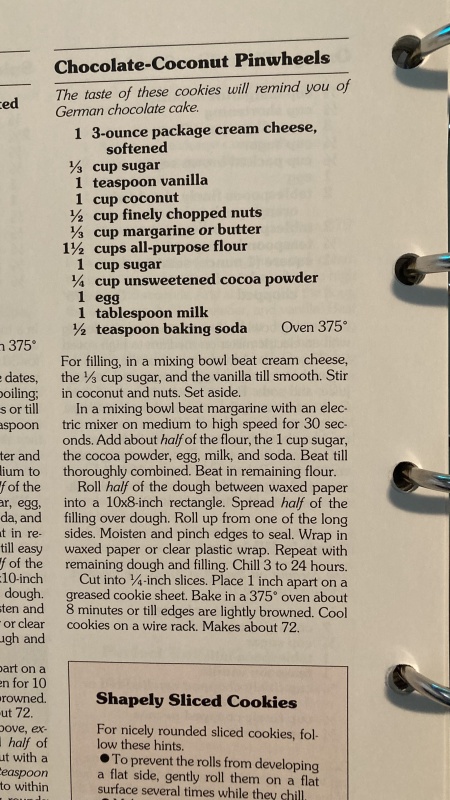 ted
n 375°
dates,
boiling;
s or till
aspoon
ter and
lium to
f of the
ar, egg,
da, and
t in re-
till easy
f of the
10-inch
dough.
sten and
or clear
ugh and
part on a
en for 10
browned.
ut 72.
ove, ex-
half of
ut with a
teaspoon
to within
Chocolate-Coconut Pinwheels
The taste of these cookies will remind you of
German chocolate cake.
1 3-ounce package cream cheese,
softened
⅓ cup sugar
1 teaspoon vanilla
1 cup coconut
½ cup finely chopped nuts
⅓ cup margarine or butter
1½ cups all-purpose flour
1 cup sugar
¼ cup unsweetened cocoa powder
1 egg
1 tablespoon milk
½ teaspoon baking soda Oven 375°
For filling, in a mixing bowl beat cream cheese,
the ⅓ cup sugar, and the vanilla till smooth. Stir
in coconut and nuts. Set aside.
In a mixing bowl beat margarine with an elec-
tric mixer on medium to high speed for 30 sec-
onds. Add about half of the flour, the 1 cup sugar,
the cocoa powder, egg, milk, and soda. Beat till
thoroughly combined. Beat in remaining flour.
Roll half of the dough between waxed paper
into a 10x8-inch rectangle. Spread half of the
filling over dough. Roll up from one of the long
sides. Moisten and pinch edges to seal. Wrap in
waxed paper or clear plastic wrap. Repeat with
remaining dough and filling. Chill 3 to 24 hours.
Cut into ¼-inch slices. Place 1 inch apart on a
greased cookie sheet. Bake in a 375° oven about
8 minutes or till edges are lightly browned. Cool
cookies on a wire rack. Makes about 72.
Shapely Sliced Cookies
For nicely rounded sliced cookies, fol-
low these hints.
● To prevent the rolls from developing
a flat side, gently roll them on a flat
surface several times while they chill.